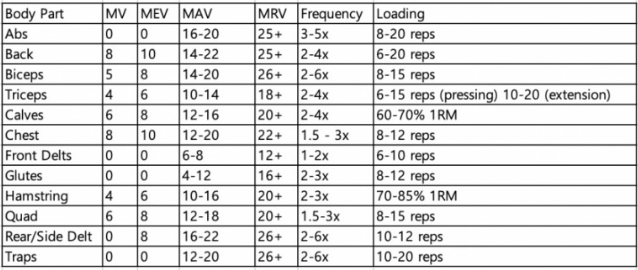 Body Part MV MEV MAV MRV Frequency Loading
Abs 0 0 16-20 25+ 3-5x 8-20 reps
Back 8 10 14-22 25+ 2-4x 6-20 reps
Biceps 5 8 14-20 26+ 2-6x 8-15 reps
Triceps 4 6 10-14 18+ 2-4x 6-15 reps (pressing) 10-20 (extension)
Calves 6 8 12-16 20+ 2-4x 60-70% 1RM
Chest 8 10 12-20 22+ 1.5 - 3x 8-12 reps
Front Delts 0 0 6-8 12+ 1-2x 6-10 reps
Glutes 0 0 4-12 16+ 2-3x 8-12 reps
Hamstring 4 6 10-16 20+ 2-3x 70-85% 1RM
Quad 6 8 12-18 20+ 1.5-3x 8-15 reps
Rear/Side Delt 0 8 16-22 26+ 2-6x 10-12 reps
Traps 0 0 12-20 26+ 2-6x 10-20 reps